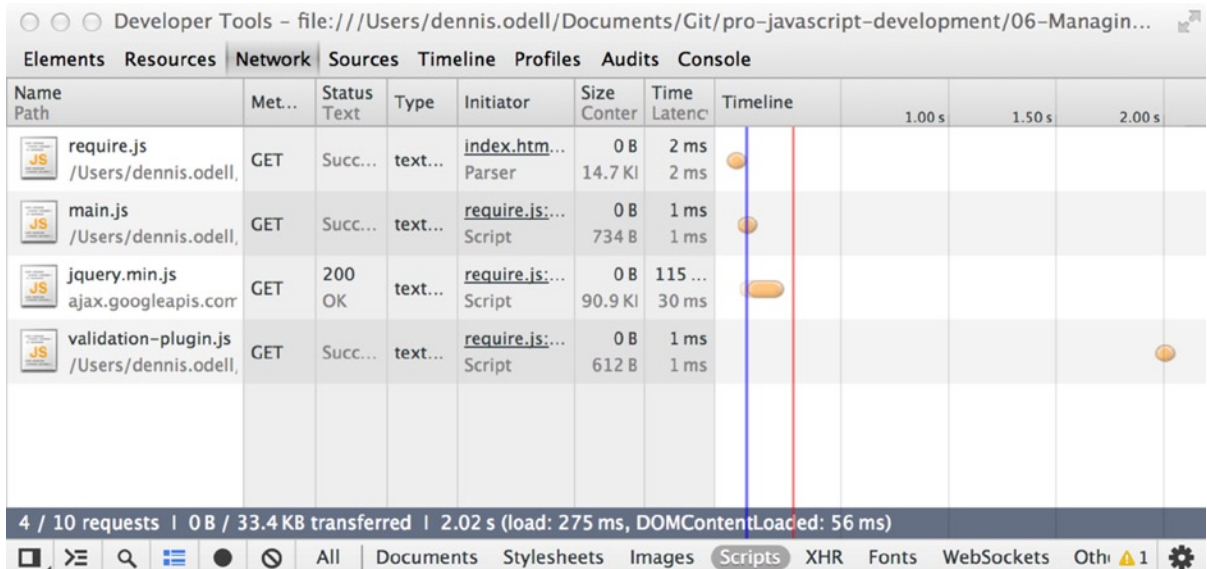 Developer Tools - file:///Users/dennis.odell/Documents/Git/pro-javascript-development/06-Managin...
Elements Resources Network Sources Timeline Profiles Audits Console
Name Met... Status Type Initiator Size Time Timeline
Path Text Conter Latency 1.00 s 1.50 s 2.00 s
require.js GET Succ... text... index.htm... 0 B 2 ms
JS /Users/dennis.odell, Parser 14.7 KI 2 ms
main.js GET Succ... text... require.js:... 0 B 1 ms
JS /Users/dennis.odell, Script 734 B 1 ms
jquery.min.js GET 200 text... require.js:... 0 B 115 ...
JS ajax.googleapis.com OK Script 90.9 KI 30 ms
validation-plugin.js GET Succ... text... require.js:... 0 B 1 ms
JS /Users/dennis.odell, Script 612 B 1 ms
4 / 10 requests | 0 B / 33.4 KB transferred | 2.02 s (load: 275 ms, DOMContentLoaded: 56 ms)
All Documents Stylesheets Images Scripts XHR Fonts WebSockets Oth 1